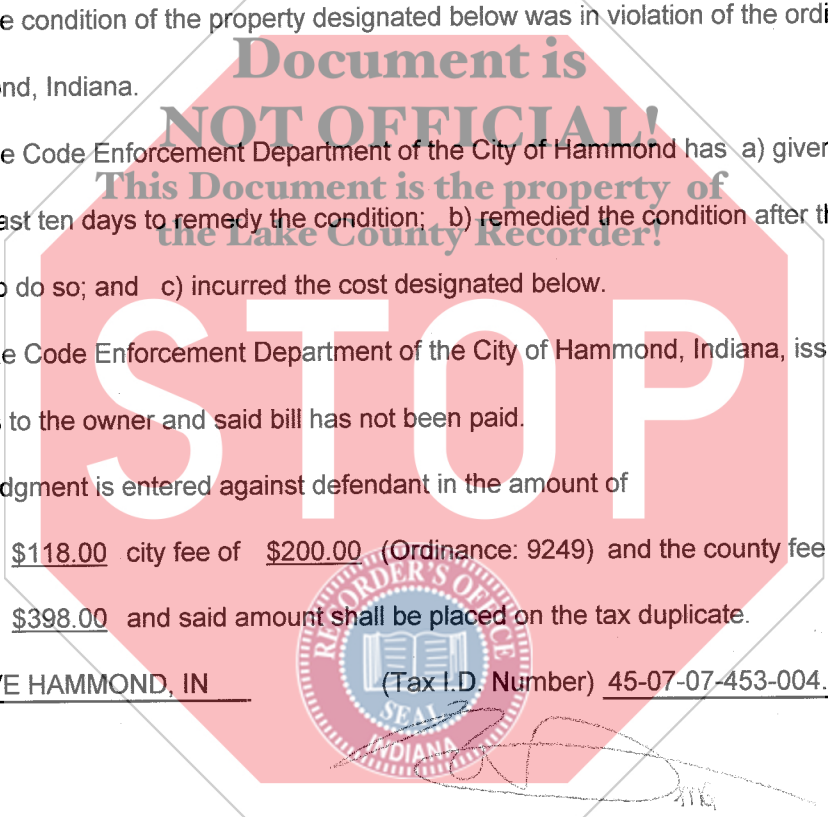 e condition of the property designated below was in violation of the ordi
Document is
nd, Indiana.
NOT OFFICIAL!
e Code Enforcement Department of the City of Hammond has a) given
This Document is the property of
ast ten days to remedy the condition; b) remedied the condition after th
the Lake County Recorder!
o do so; and c) incurred the cost designated below.
STOP
e Code Enforcement Department of the City of Hammond, Indiana, iss
to the owner and said bill has not been paid.
dgment is entered against defendant in the amount of
$118.00 city fee of $200.00 (Ordinance: 9249) and the county fee
$398.00 and said amount shall be placed on the tax duplicate.
RECORDER'S OFFICE
E HAMMOND, IN (Tax I.D. Number) 45-07-07-453-004.
SEAL
INDIANA